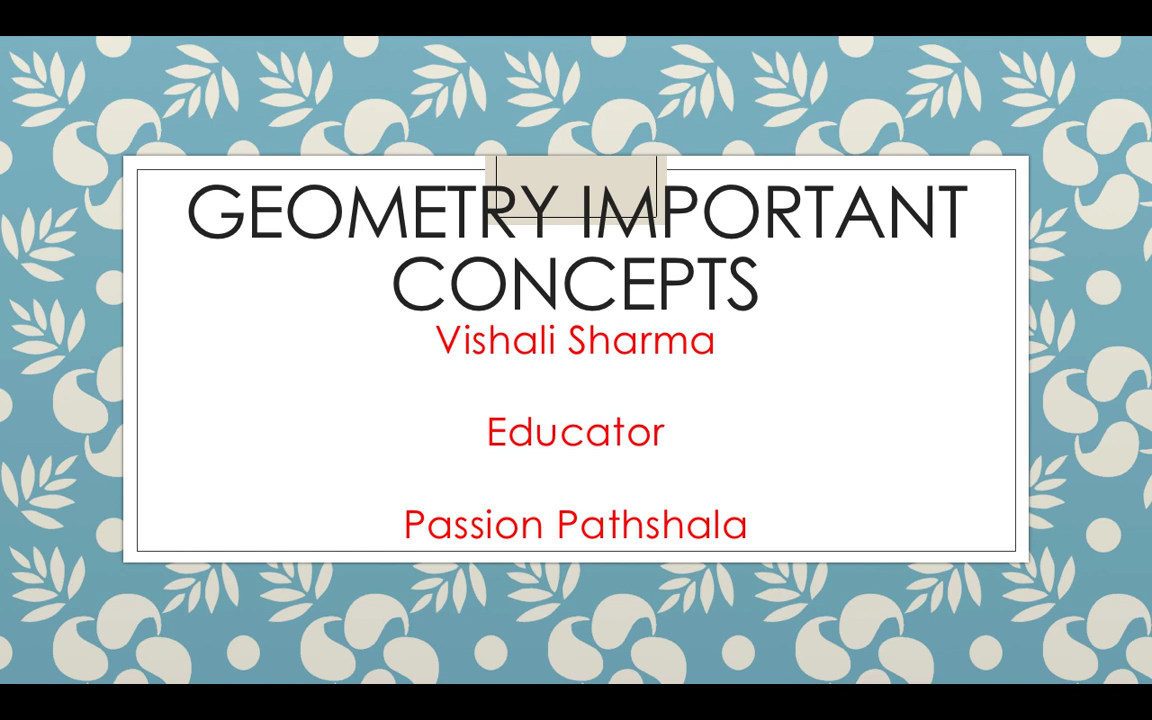 GEOMETRY IMPORTANT
CONCEPTS
Vishali Sharma
Educator
Passion Pathshala